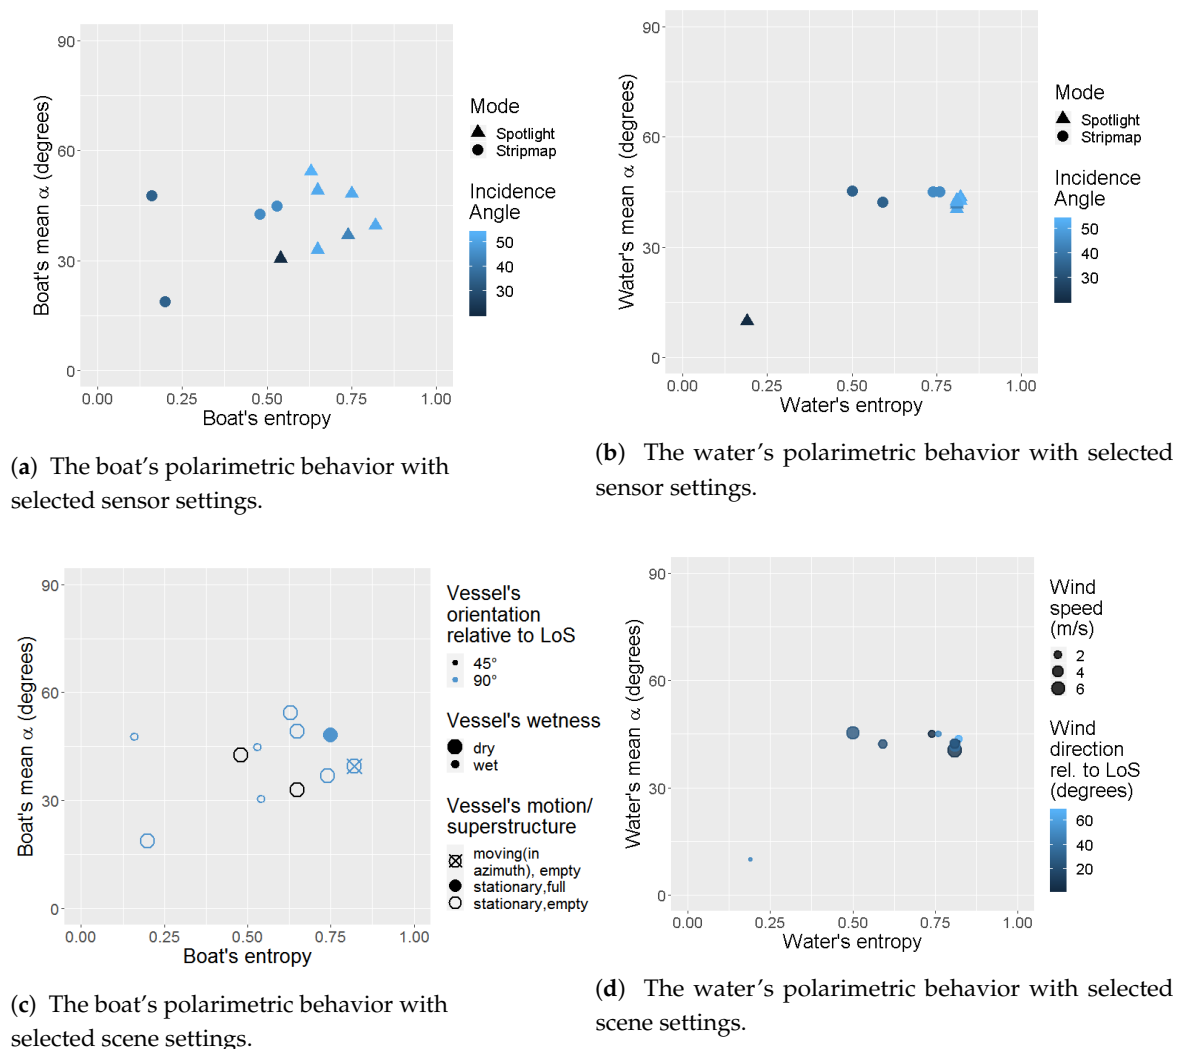 90
60
30
0
Boat's mean α (degrees)
0.00 0.25 0.50 0.75 1.00
Boat's entropy
Mode
Spotlight
Stripmap
Incidence
Angle
50
40
30
(a) The boat's polarimetric behavior with
selected sensor settings.
90
60
30
0
Water's mean α (degrees)
0.00 0.25 0.50 0.75 1.00
Water's entropy
Mode
Spotlight
Stripmap
Incidence
Angle
50
40
30
(b) The water's polarimetric behavior with selected
sensor settings.
90
60
30
0
Boat's mean α (degrees)
0.00 0.25 0.50 0.75 1.00
Boat's entropy
Vessel's
orientation
relative to LoS
45°
90°
Vessel's wetness
dry
wet
Vessel's motion/
superstructure
moving(in
azimuth), empty
stationary,full
stationary,empty
(c) The boat's polarimetric behavior with
selected scene settings.
90
60
30
0
Water's mean α (degrees)
0.00 0.25 0.50 0.75 1.00
Water's entropy
Wind
speed
(m/s)
2
4
6
Wind
direction
rel. to LoS
(degrees)
60
40
20
(d) The water's polarimetric behavior with selected
scene settings.